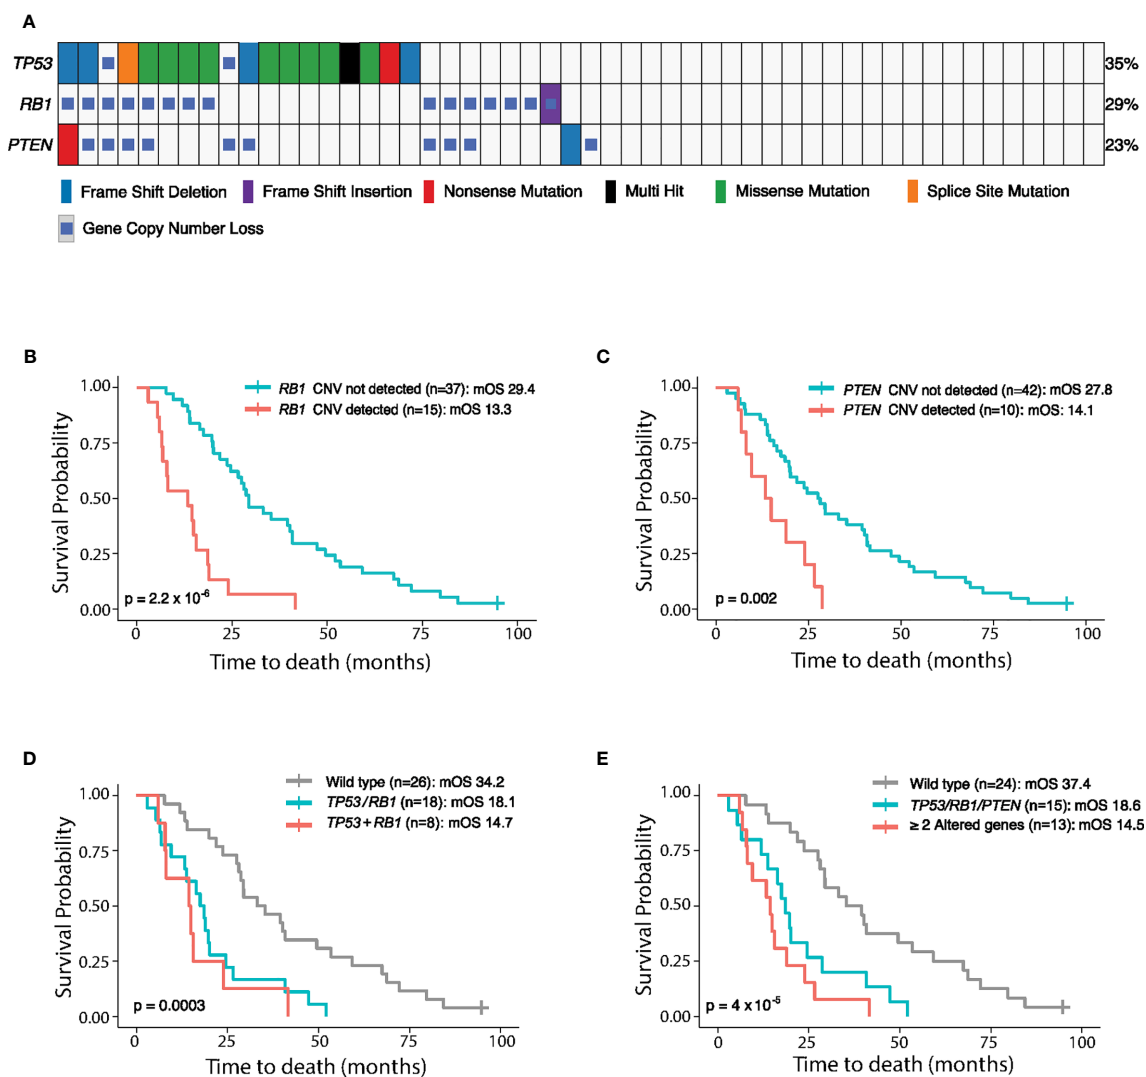 A
TP53 35%
RB1 29%
PTEN 23%
Frame Shift Deletion Frame Shift Insertion Nonsense Mutation Multi Hit Missense Mutation Splice Site Mutation
Gene Copy Number Loss
B
RB1 CNV not detected (n=37): mOS 29.4
RB1 CNV detected (n=15): mOS 13.3
Survival Probability
1.00
0.75
0.50
0.25
0.00
p = 2.2 x 10-6
0 25 50 75 100
Time to death (months)
C
PTEN CNV not detected (n=42): mOS 27.8
PTEN CNV detected (n=10): mOS: 14.1
Survival Probability
1.00
0.75
0.50
0.25
0.00
p = 0.002
0 25 50 75 100
Time to death (months)
D
Wild type (n=26): mOS 34.2
TP53/RB1 (n=18): mOS 18.1
TP53+RB1 (n=8): mOS 14.7
Survival Probability
1.00
0.75
0.50
0.25
0.00
p = 0.0003
0 25 50 75 100
Time to death (months)
E
Wild type (n=24): mOS 37.4
TP53/RB1/PTEN (n=15): mOS 18.6
≥ 2 Altered genes (n=13): mOS 14.5
Survival Probability
1.00
0.75
0.50
0.25
0.00
p = 4 x 10-5
0 25 50 75 100
Time to death (months)